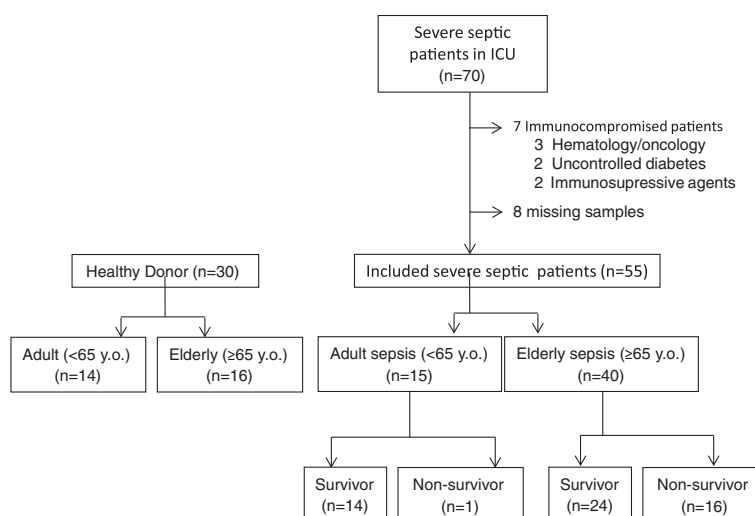 Severe septic
patients in ICU
(n=70)
7 Immunocompromised patients
3 Hematology/oncology
2 Uncontrolled diabetes
2 Immunosupressive agents
8 missing samples
Healthy Donor (n=30)
Included severe septic patients (n=55)
Adult (<65 y.o.)
(n=14)
Elderly (≥65 y.o.)
(n=16)
Adult sepsis (<65 y.o.)
(n=15)
Elderly sepsis (≥65 y.o.)
(n=40)
Survivor
(n=14)
Non-survivor
(n=1)
Survivor
(n=24)
Non-survivor
(n=16)